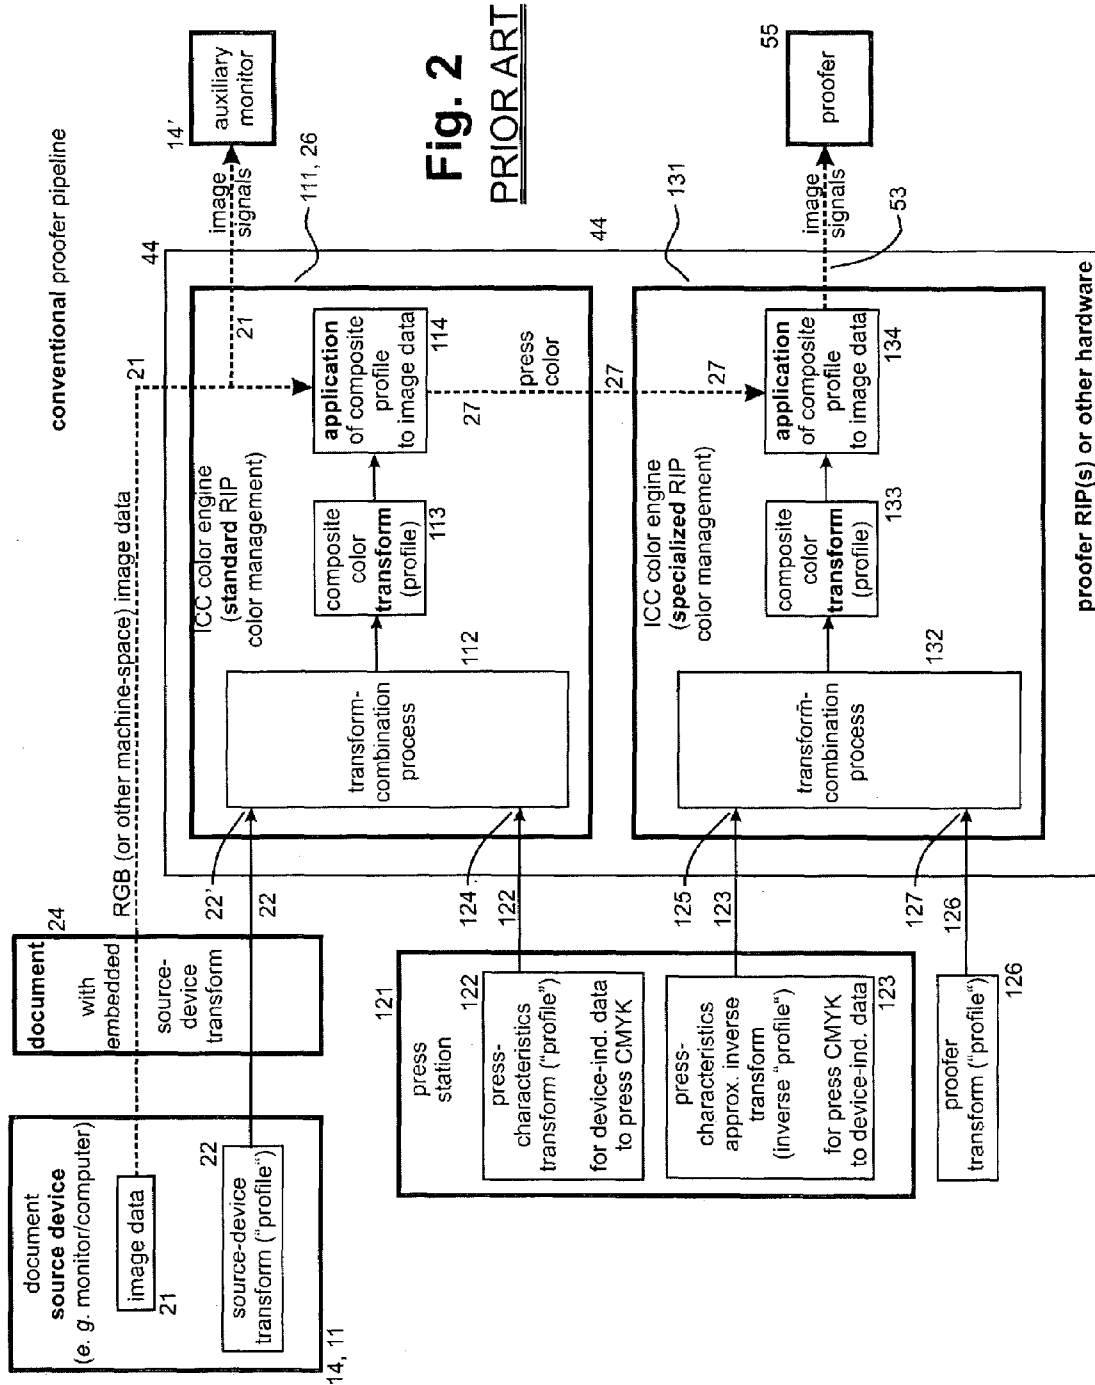 conventional proofer pipeline
Fig. 2
PRIOR ART
document
source device
(e. g. monitor/computer)
image data
21
22
source-device
transform ("profile")
14, 11
24
document
with
embedded
source-
device
transform
RGB (or other machine-space) image data
21
21
image
signals
14'
auxiliary
monitor
22'
22
44
ICC color engine
(standard RIP
color management)
111, 26
transform-
combination
process
112
composite
color
transform
(profile)
113
application
of composite
profile
to image data
114
27
press
color
27
27
121
press
station
122
press-
characteristics
transform ("profile")
for device-ind. data
to press CMYK
124
122
press-
characteristics
approx. inverse
transform
(inverse "profile")
for press CMYK
to device-ind. data
123
125
123
proofer
transform ("profile")
126
127
126
44
ICC color engine
(specialized RIP
color management)
131
transform-
combination
process
132
composite
color
transform
(profile)
133
application
of composite
profile
to image data
134
image
signals
53
55
proofer
proofer RIP(s) or other hardware